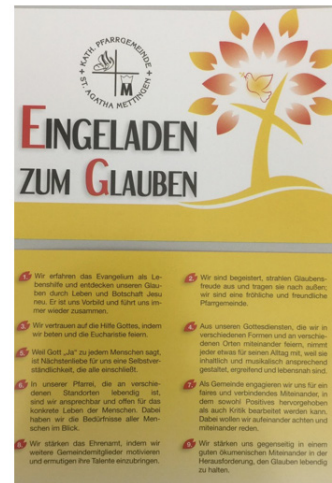 KATH. PFARRGEMEINDE
ST. AGATHA METTINGEN
M
EINGELADEN
ZUM GLAUBEN
1. Wir erfahren das Evangelium als Le-
benshilfe und entdecken unseren Glau-
ben durch Leben und Botschaft Jesu
neu. Er ist uns Vorbild und führt uns im-
mer wieder zusammen.
2. Wir sind begeistert, strahlen Glaubens-
freude aus und tragen sie nach außen;
wir sind eine fröhliche und freundliche
Pfarrgemeinde.
3. Wir vertrauen auf die Hilfe Gottes, indem
wir beten und die Eucharistie feiern.
4. Aus unseren Gottesdiensten, die wir in
verschiedenen Formen und an verschie-
denen Orten miteinander feiern, nimmt
jeder etwas für seinen Alltag mit, weil sie
inhaltlich und musikalisch ansprechend
gestaltet, ergreifend und lebensnah sind.
5. Weil Gott „Ja" zu jedem Menschen sagt,
ist Nächstenliebe für uns eine Selbstver-
ständlichkeit, die alle einschließt.
6. In unserer Pfarrei, die an verschie-
denen Standorten lebendig ist,
sind wir ansprechbar und offen für das
konkrete Leben der Menschen. Dabei
haben wir die Bedürfnisse aller Men-
schen im Blick.
7. Als Gemeinde engagieren wir uns für ein
faires und verbindendes Miteinander, in
dem sowohl Positives hervorgehoben
als auch Kritik bearbeitet werden kann.
Dabei wollen wir aufeinander achten und
miteinander reden.
8. Wir stärken das Ehrenamt, indem wir
weitere Gemeindemitglieder motivieren
und ermutigen ihre Talente einzubringen.
9. Wir stärken uns gegenseitig in einem
guten ökumenischen Miteinander in der
Herausforderung, den Glauben lebendig
zu halten.